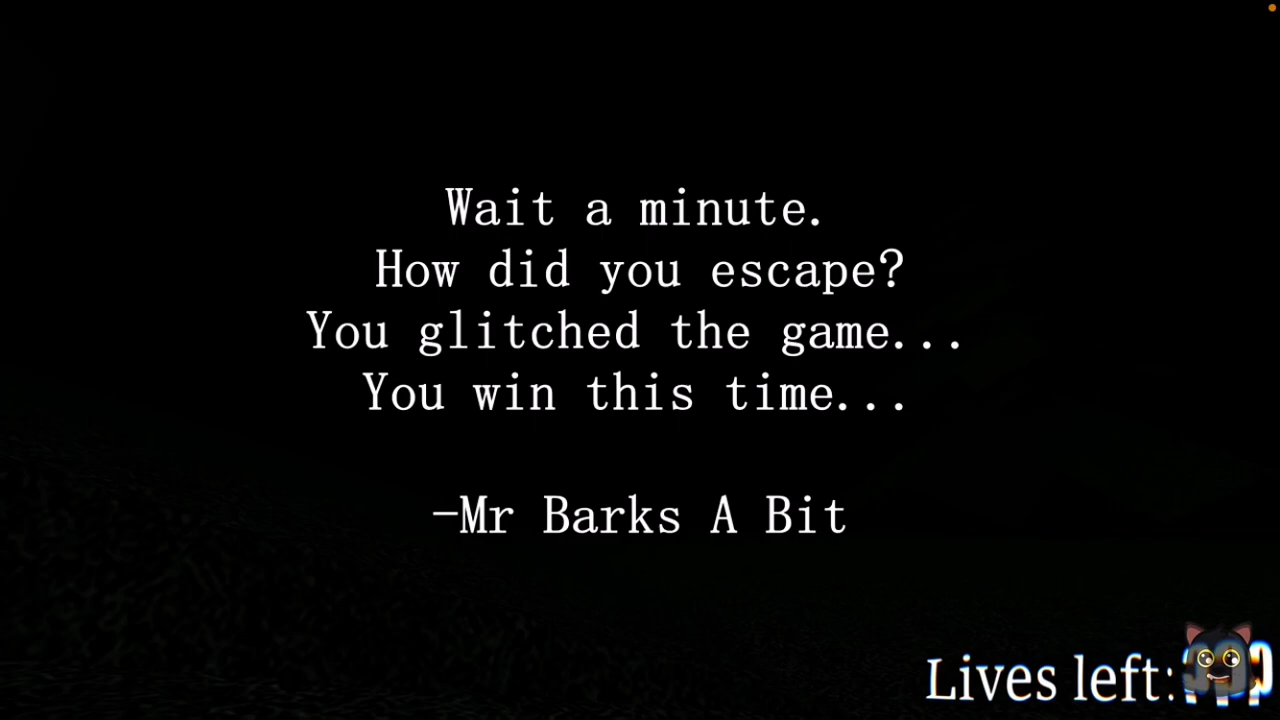 Wait a minute.
How did you escape?
You glitched the game...
You win this time...
-Mr Barks A Bit
Lives left: